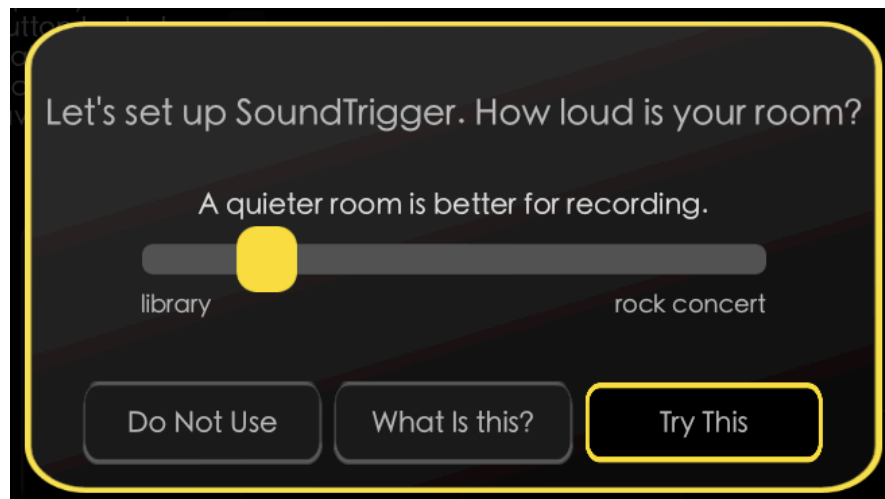 Let's set up SoundTrigger. How loud is your room?
A quieter room is better for recording.
library rock concert
Do Not Use What Is this? Try This